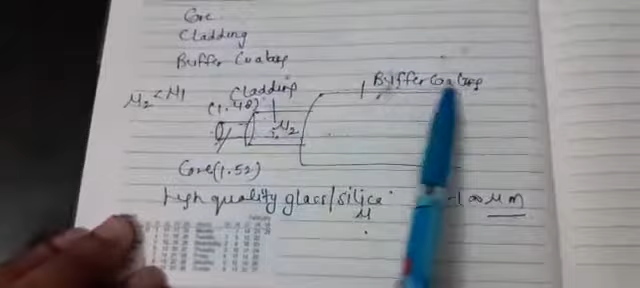 Core
Cladding
Buffer Coating
Buffer Coating
Cladding
μ2 < μ1
(1.48)
μ2
Core (1.52)
high quality glass/silica
μ
μm